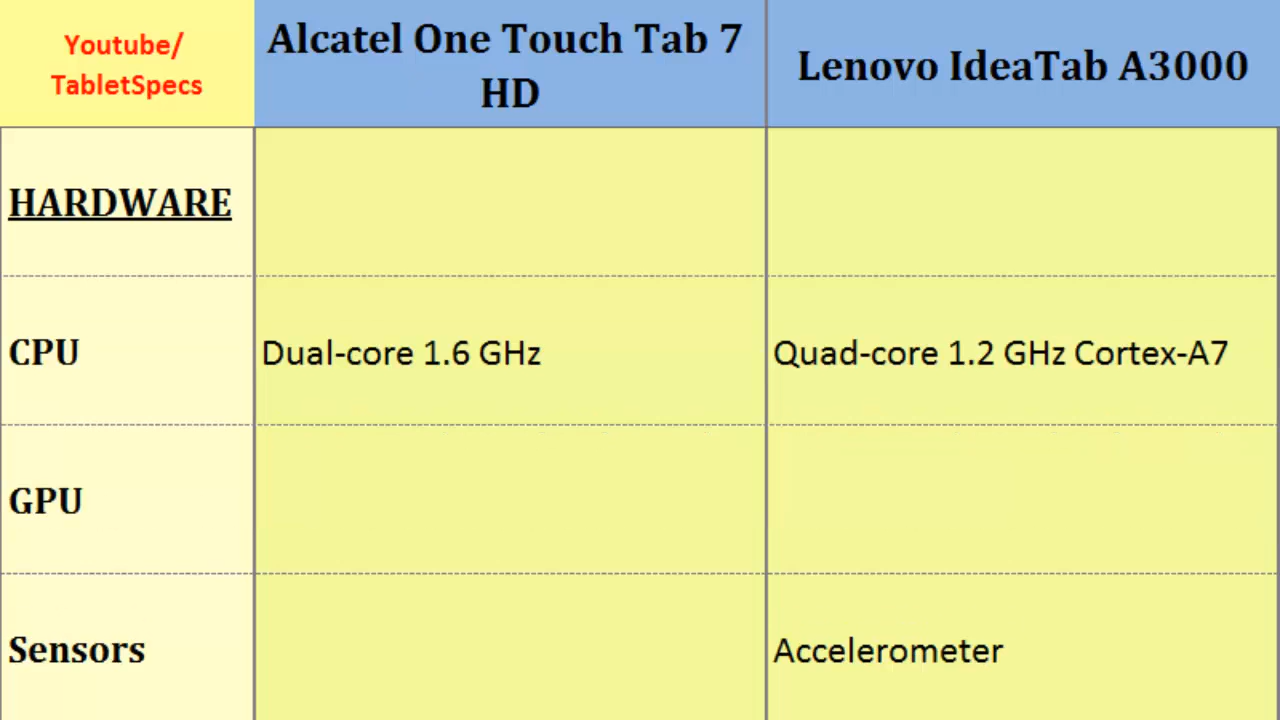 Youtube/
TabletSpecs
Alcatel One Touch Tab 7
HD
Lenovo IdeaTab A3000
HARDWARE
CPU
Dual-core 1.6 GHz
Quad-core 1.2 GHz Cortex-A7
GPU
Sensors
Accelerometer